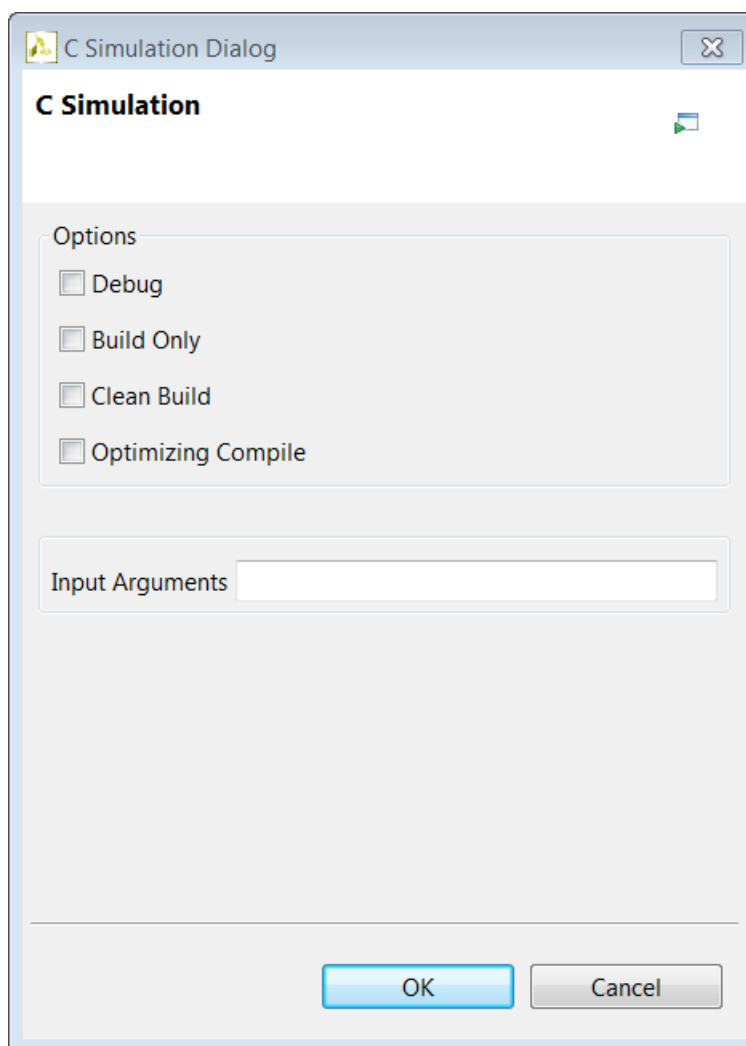 C Simulation Dialog
C Simulation
Options
Debug
Build Only
Clean Build
Optimizing Compile
Input Arguments
OK Cancel